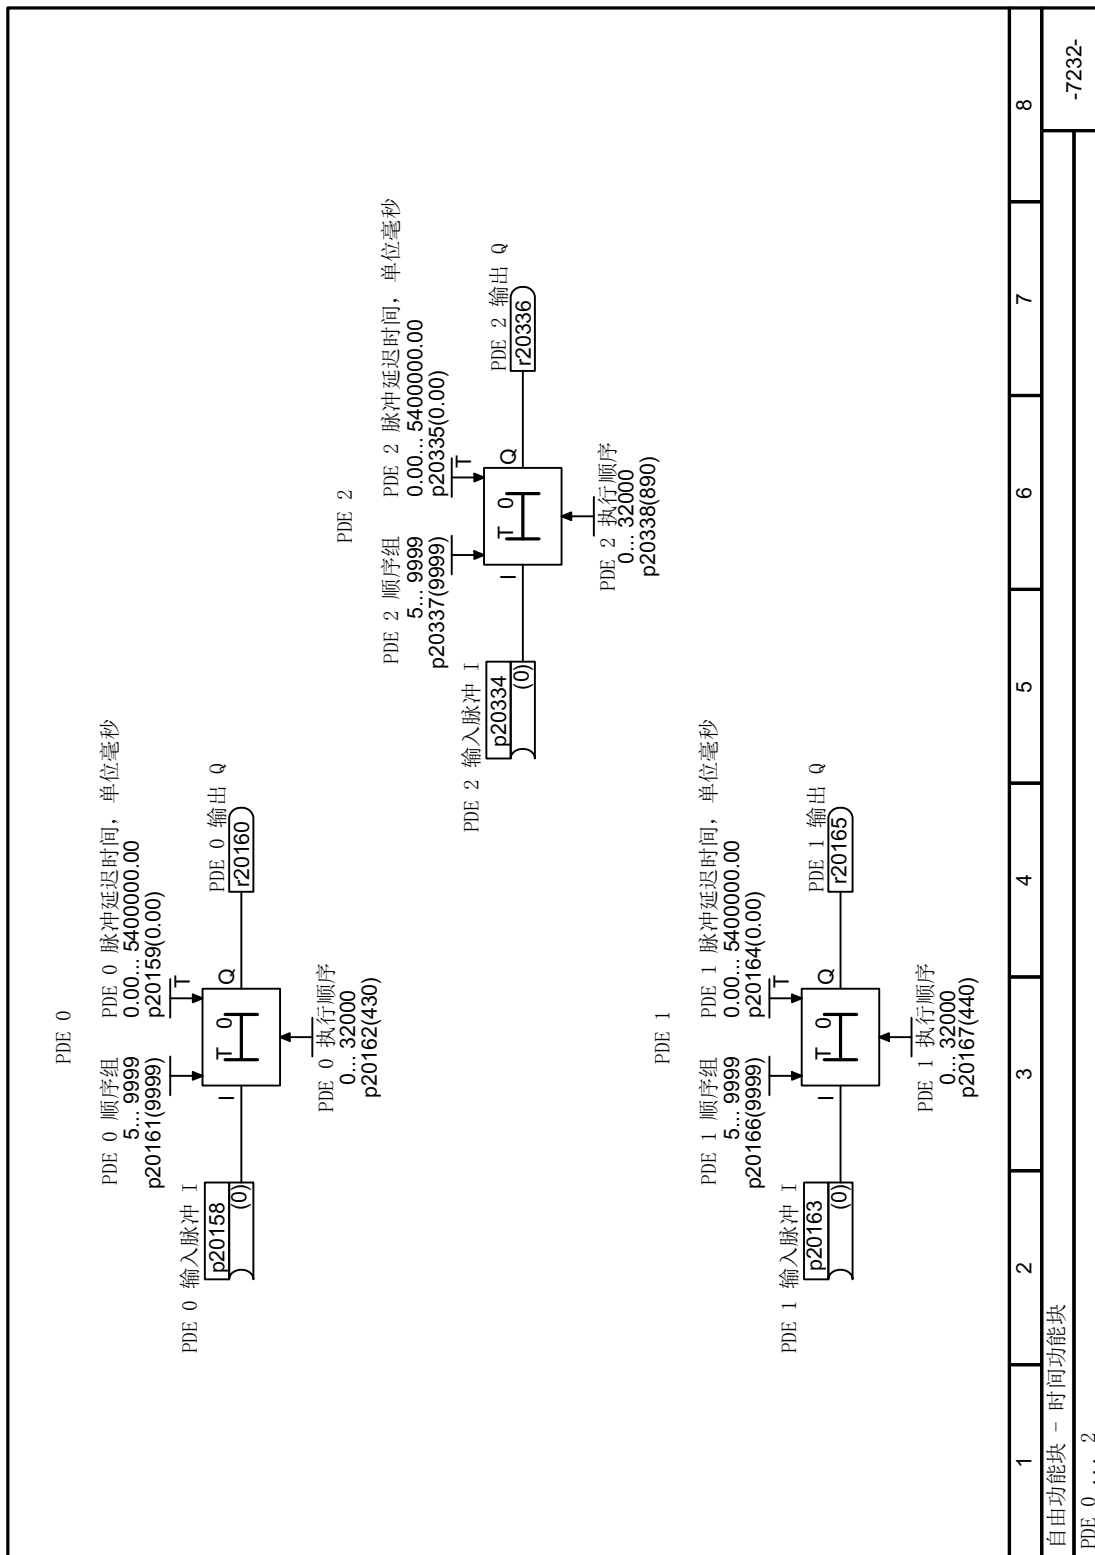 PDE 0
PDE 0 顺序组
5... 9999
p20161(9999)
PDE 0 脉冲延迟时间, 单位毫秒
0.00... 5400000.00
p20159(0.00)
T
PDE 0 输入脉冲 I
p20158
(0)
I
T 0
Q
PDE 0 输出 Q
r20160
PDE 0 执行顺序
0... 32000
p20162(430)
PDE 2
PDE 2 顺序组
5... 9999
p20337(9999)
PDE 2 脉冲延迟时间, 单位毫秒
0.00... 5400000.00
p20335(0.00)
T
PDE 2 输入脉冲 I
p20334
(0)
I
T 0
Q
PDE 2 输出 Q
r20336
PDE 2 执行顺序
0... 32000
p20338(890)
PDE 1
PDE 1 顺序组
5... 9999
p20166(9999)
PDE 1 脉冲延迟时间, 单位毫秒
0.00... 5400000.00
p20164(0.00)
T
PDE 1 输入脉冲 I
p20163
(0)
I
T 0
Q
PDE 1 输出 Q
r20165
PDE 1 执行顺序
0... 32000
p20167(440)
1 2 3 4 5 6 7 8
自由功能块 - 时间功能块
PDE 0 ... 2
-7232-